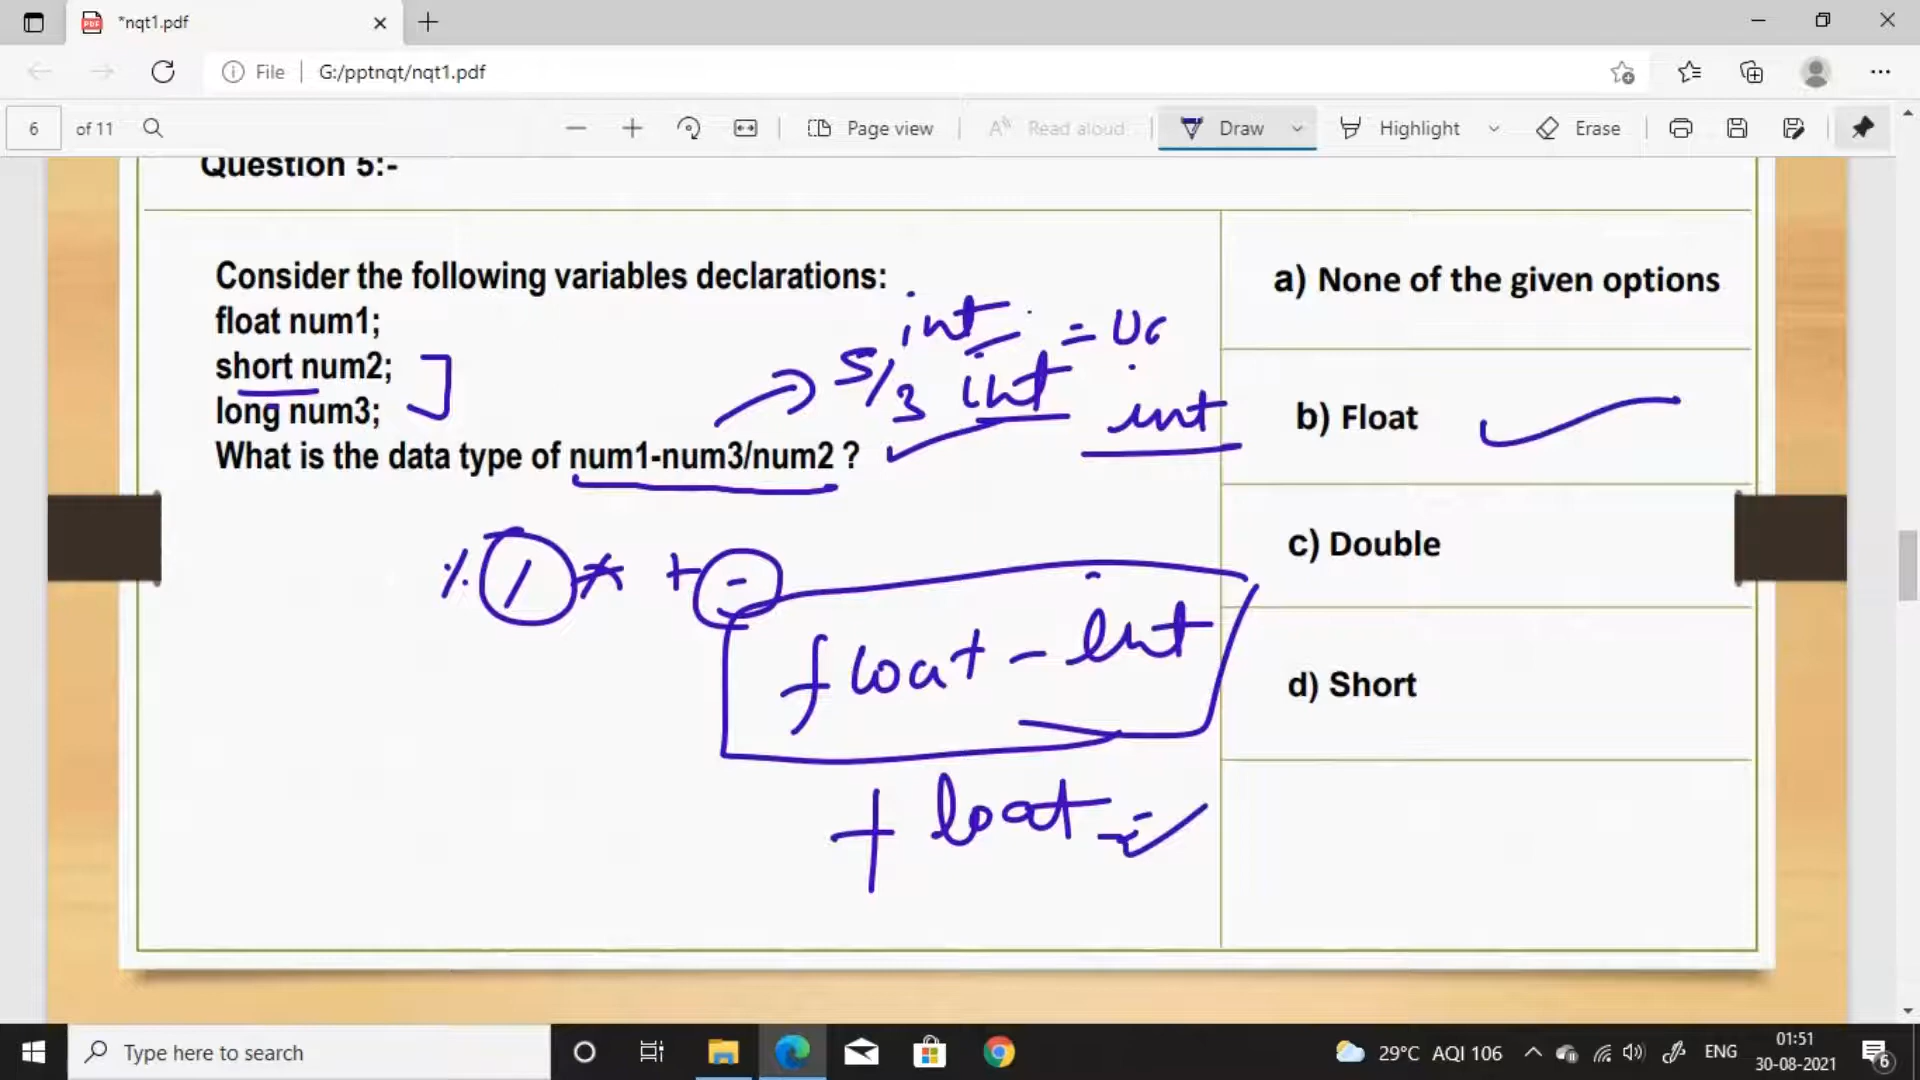 *nqt1.pdf
File
G:/pptnqt/nqt1.pdf
6 of 11
Page view
Read aloud
Draw
Highlight
Erase
Question 5:-
Consider the following variables declarations:
float num1;
short num2;
long num3;
What is the data type of num1-num3/num2 ?
int
5/3 int
int
% / * + -
float - int
float
a) None of the given options
b) Float
c) Double
d) Short
Type here to search
29°C AQI 106
ENG
01:51
30-08-2021
6